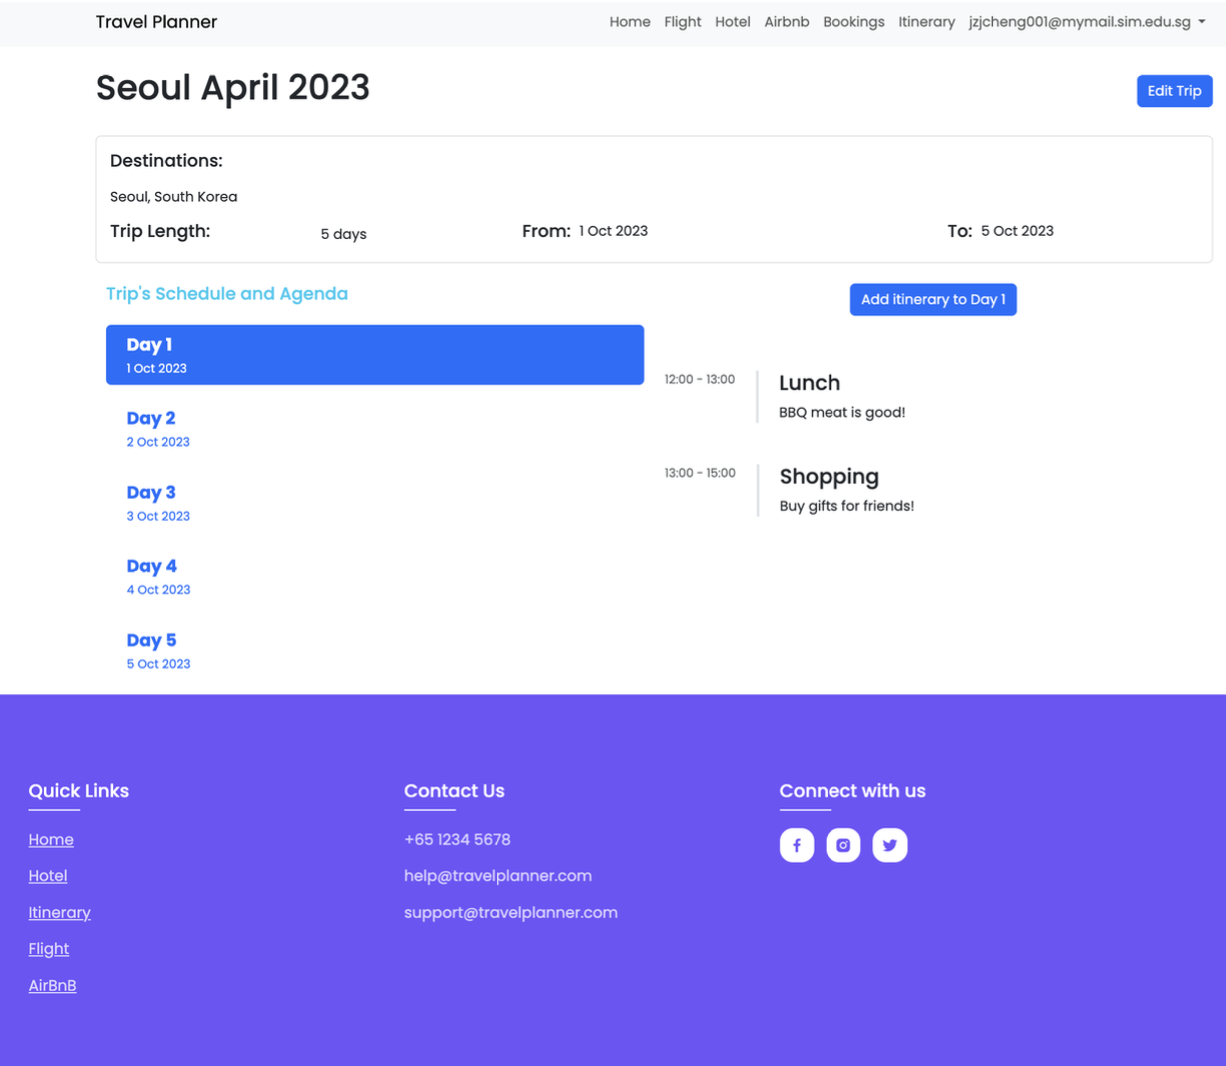 Travel Planner
Home Flight Hotel Airbnb Bookings Itinerary jzjcheng001@mymail.sim.edu.sg
Seoul April 2023
Edit Trip
Destinations:
Seoul, South Korea
Trip Length: 5 days From: 1 Oct 2023 To: 5 Oct 2023
Trip's Schedule and Agenda
Add itinerary to Day 1
Day 1
1 Oct 2023
Day 2
2 Oct 2023
Day 3
3 Oct 2023
Day 4
4 Oct 2023
Day 5
5 Oct 2023
12:00 - 13:00 Lunch
BBQ meat is good!
13:00 - 15:00 Shopping
Buy gifts for friends!
Quick Links
Home
Hotel
Itinerary
Flight
AirBnB
Contact Us
+65 1234 5678
help@travelplanner.com
support@travelplanner.com
Connect with us